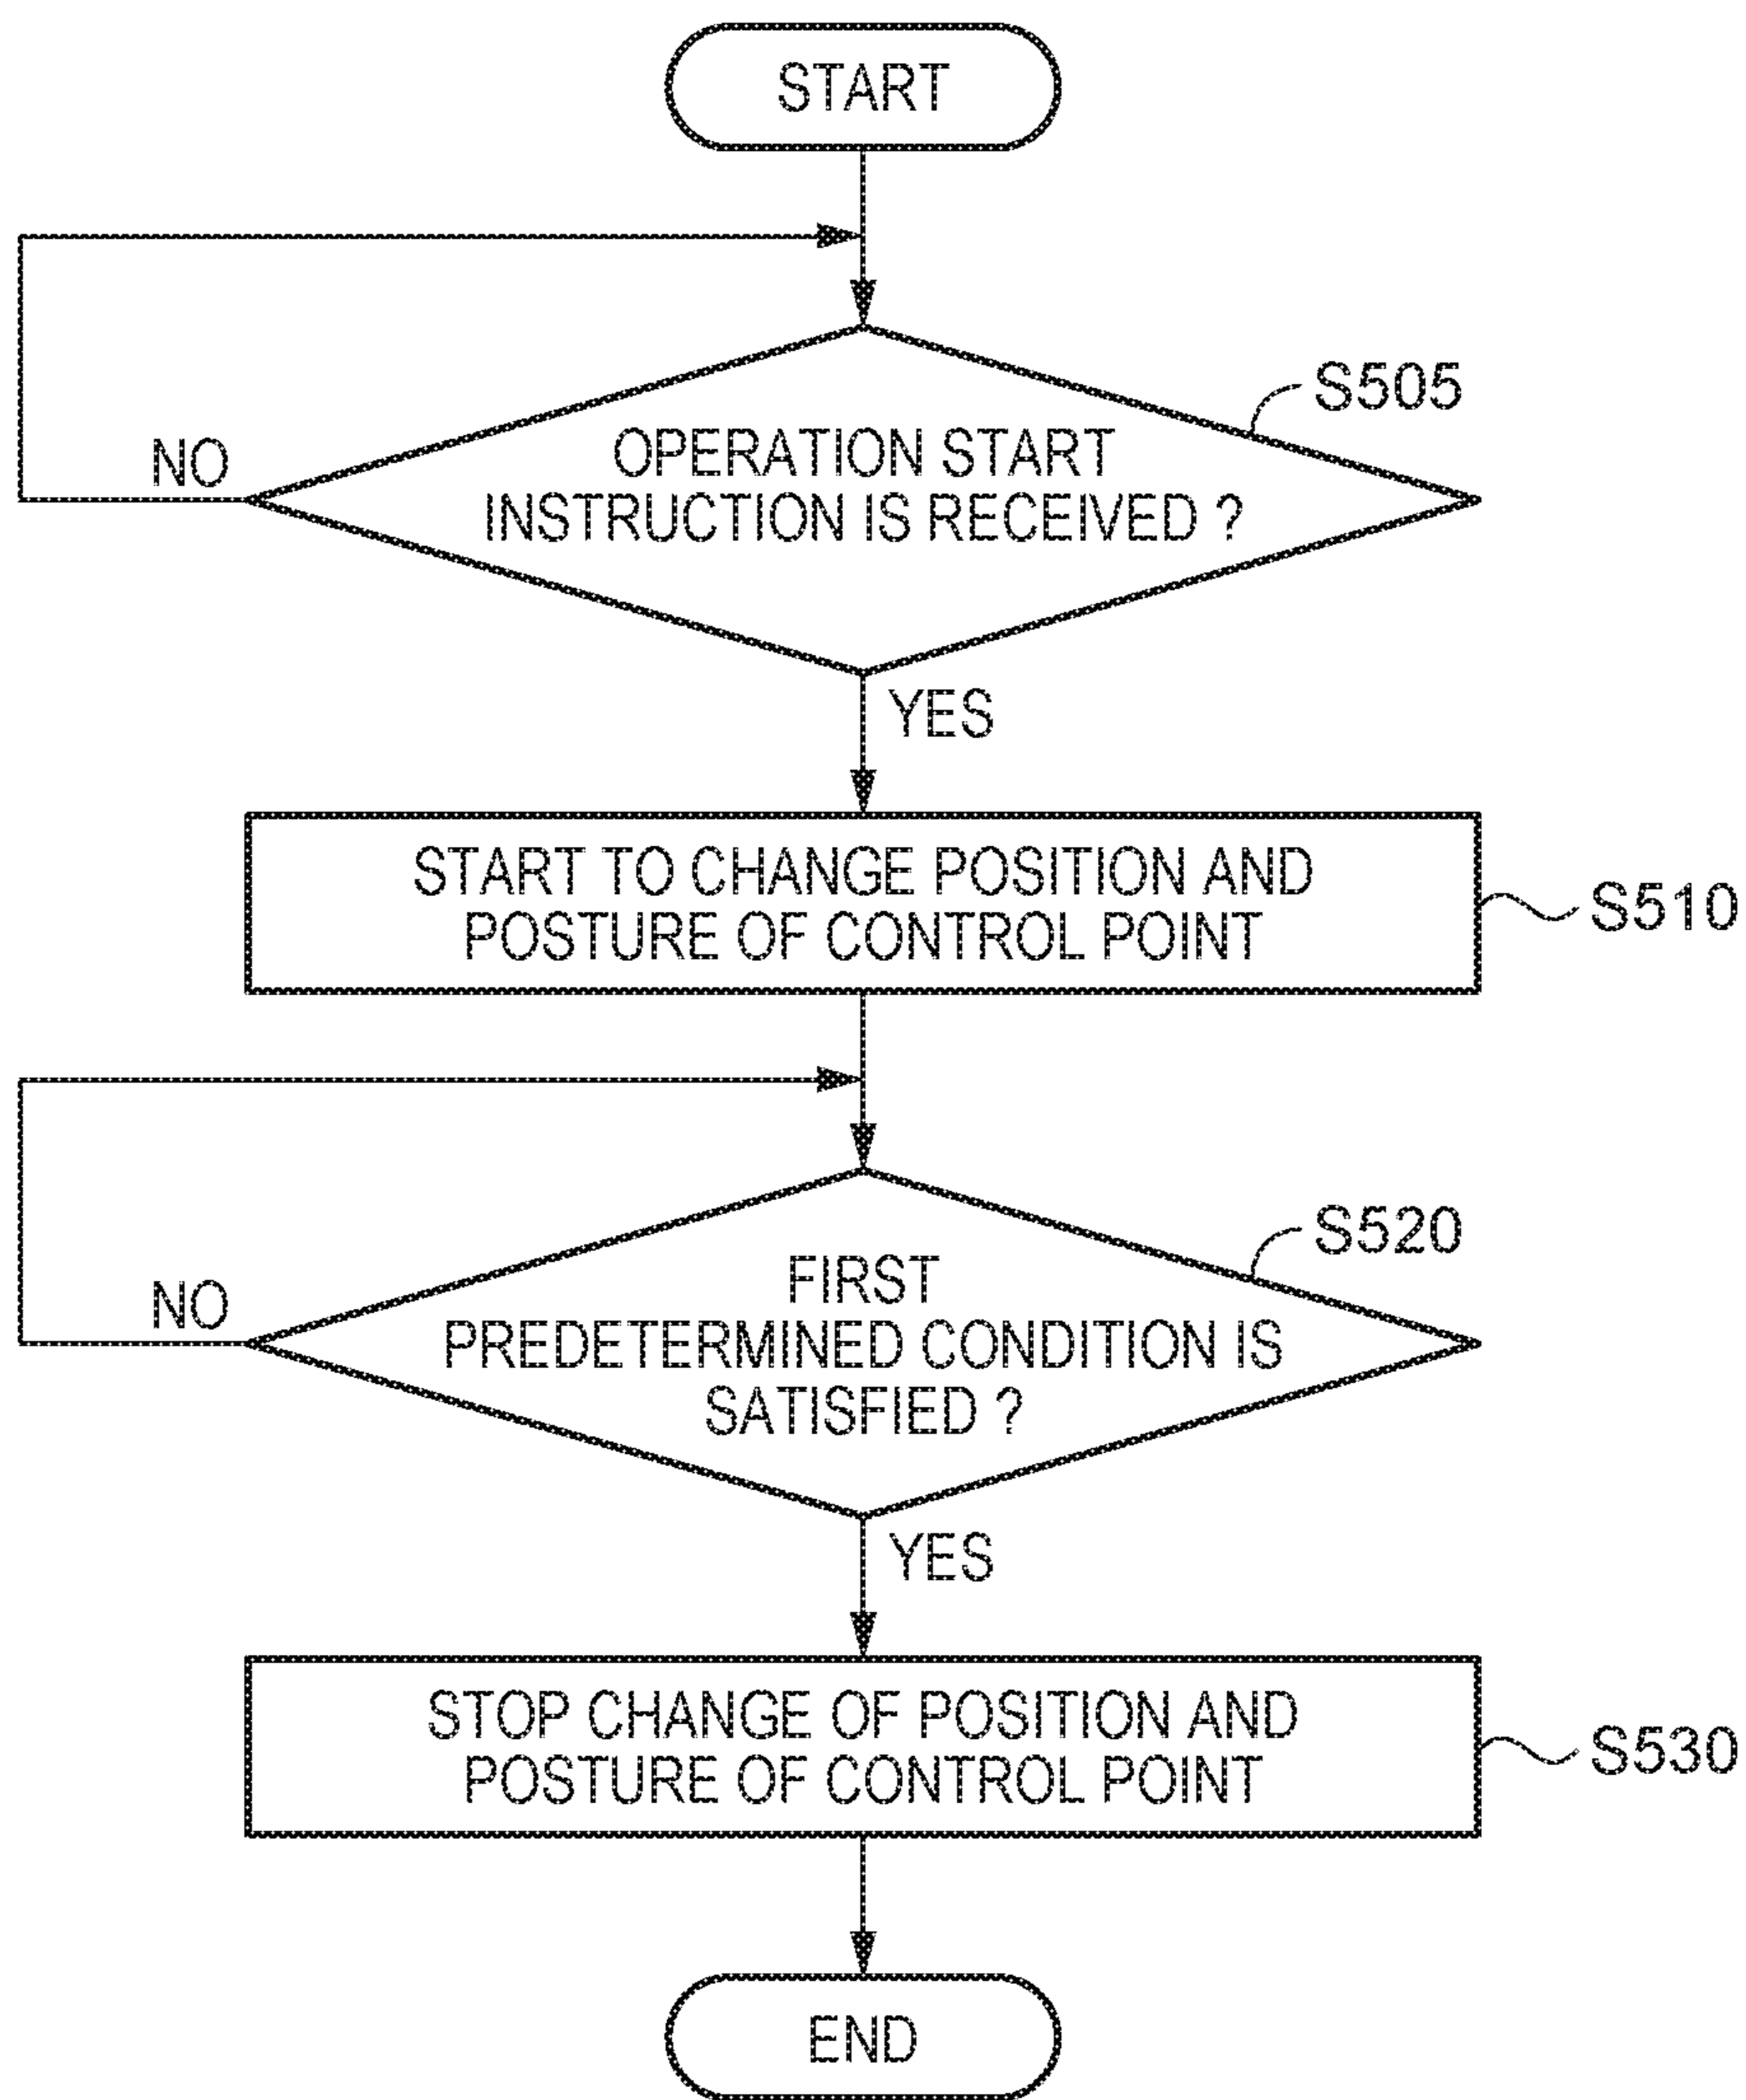 START
S505
OPERATION START
NO
INSTRUCTION IS RECEIVED ?
YES
START TO CHANGE POSITION AND
POSTURE OF CONTROL POINT
S510
S520
FIRST
NO
PREDETERMINED CONDITION IS
SATISFIED ?
YES
STOP CHANGE OF POSITION AND
POSTURE OF CONTROL POINT
S530
END